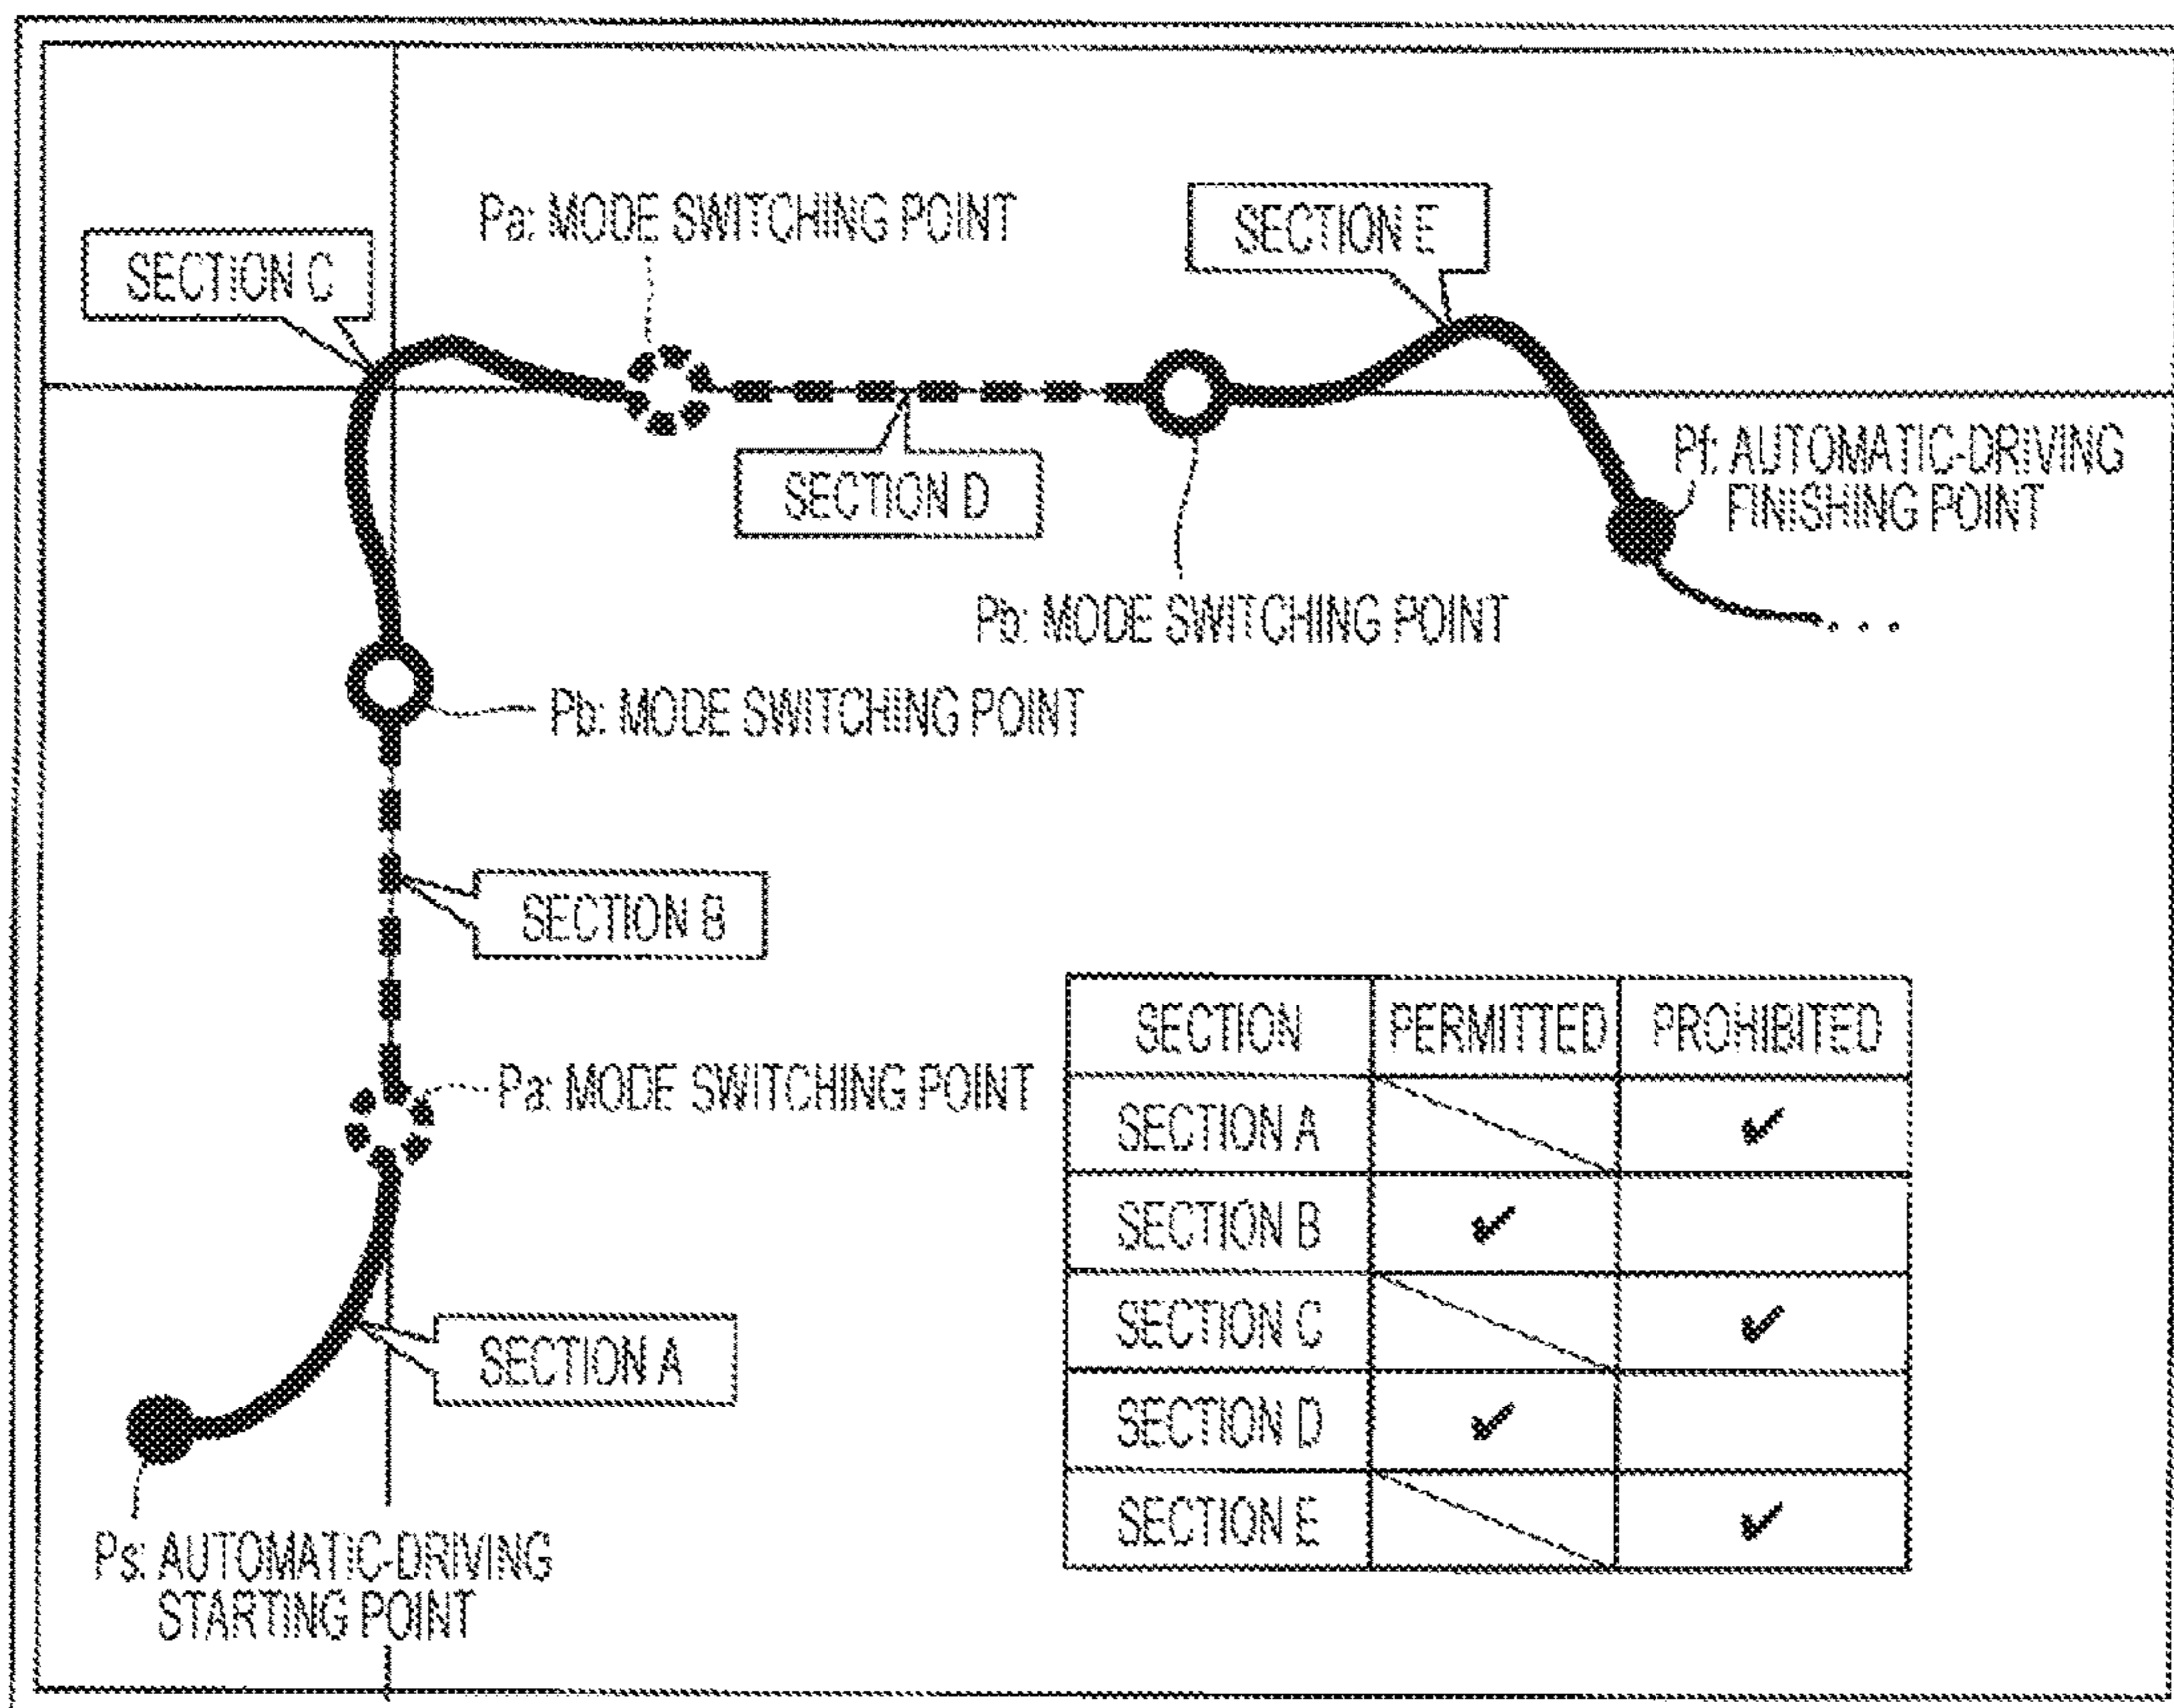 Pa: MODE SWITCHING POINT
SECTION E
SECTION C
Pf: AUTOMATIC-DRIVING
FINISHING POINT
SECTION D
Pb: MODE SWITCHING POINT
Pb: MODE SWITCHING POINT
SECTION B
Pa: MODE SWITCHING POINT
SECTION A
Ps: AUTOMATIC-DRIVING
STARTING POINT
SECTION PERMITTED PROHIBITED
SECTION A ✓
SECTION B ✓
SECTION C ✓
SECTION D ✓
SECTION E ✓